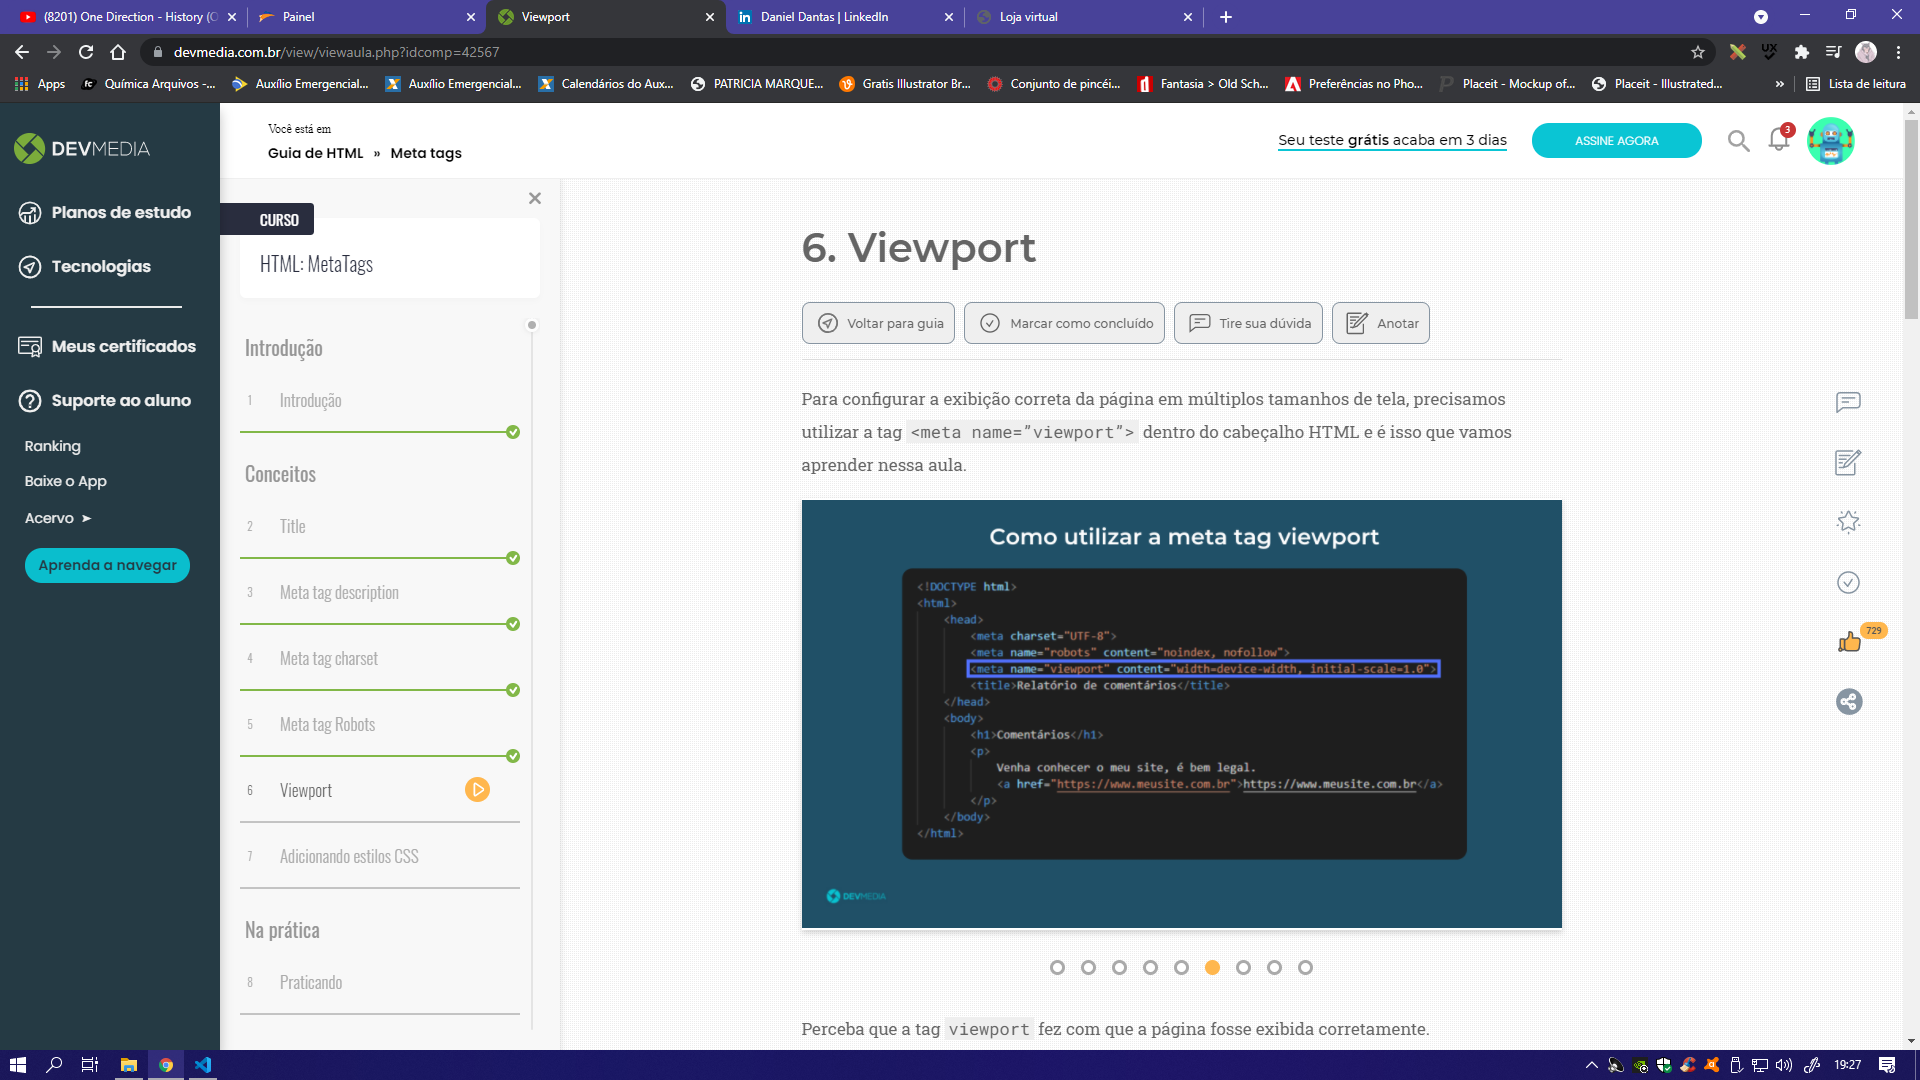 (8201) One Direction - History (O
Painel
Viewport
Daniel Dantas | LinkedIn
Loja virtual
devmedia.com.br/view/viewaula.php?idcomp=42567
Apps
Química Arquivos -...
Auxílio Emergencial...
Auxílio Emergencial...
Calendários do Aux...
PATRICIA MARQUE...
Gratis Illustrator Br...
Conjunto de pincéi...
Fantasia > Old Sch...
Preferências no Pho...
Placeit - Mockup of...
Placeit - Illustrated...
»
Lista de leitura
DEVMEDIA
Planos de estudo
Tecnologias
Meus certificados
Suporte ao aluno
Ranking
Baixe o App
Acervo ➤
Aprenda a navegar
Você está em
Guia de HTML » Meta tags
Seu teste grátis acaba em 3 dias
ASSINE AGORA
3
CURSO
HTML: MetaTags
Introdução
1 Introdução
Conceitos
2 Title
3 Meta tag description
4 Meta tag charset
5 Meta tag Robots
6 Viewport
7 Adicionando estilos CSS
Na prática
8 Praticando
6. Viewport
Voltar para guia
Marcar como concluído
Tire sua dúvida
Anotar
Para configurar a exibição correta da página em múltiplos tamanhos de tela, precisamos
utilizar a tag <meta name=”viewport”> dentro do cabeçalho HTML e é isso que vamos
aprender nessa aula.
Como utilizar a meta tag viewport
<!DOCTYPE html>
<html>
<head>
<meta charset="UTF-8">
<meta name="robots" content="noindex, nofollow">
<meta name="viewport" content="width=device-width, initial-scale=1.0">
<title>Relatório de comentários</title>
</head>
<body>
<h1>Comentários</h1>
<p>
Venha conhecer o meu site, é bem legal.
<a href="https://www.meusite.com.br">https://www.meusite.com.br</a>
</p>
</body>
</html>
DEVMEDIA
Perceba que a tag viewport fez com que a página fosse exibida corretamente.
729
19:27